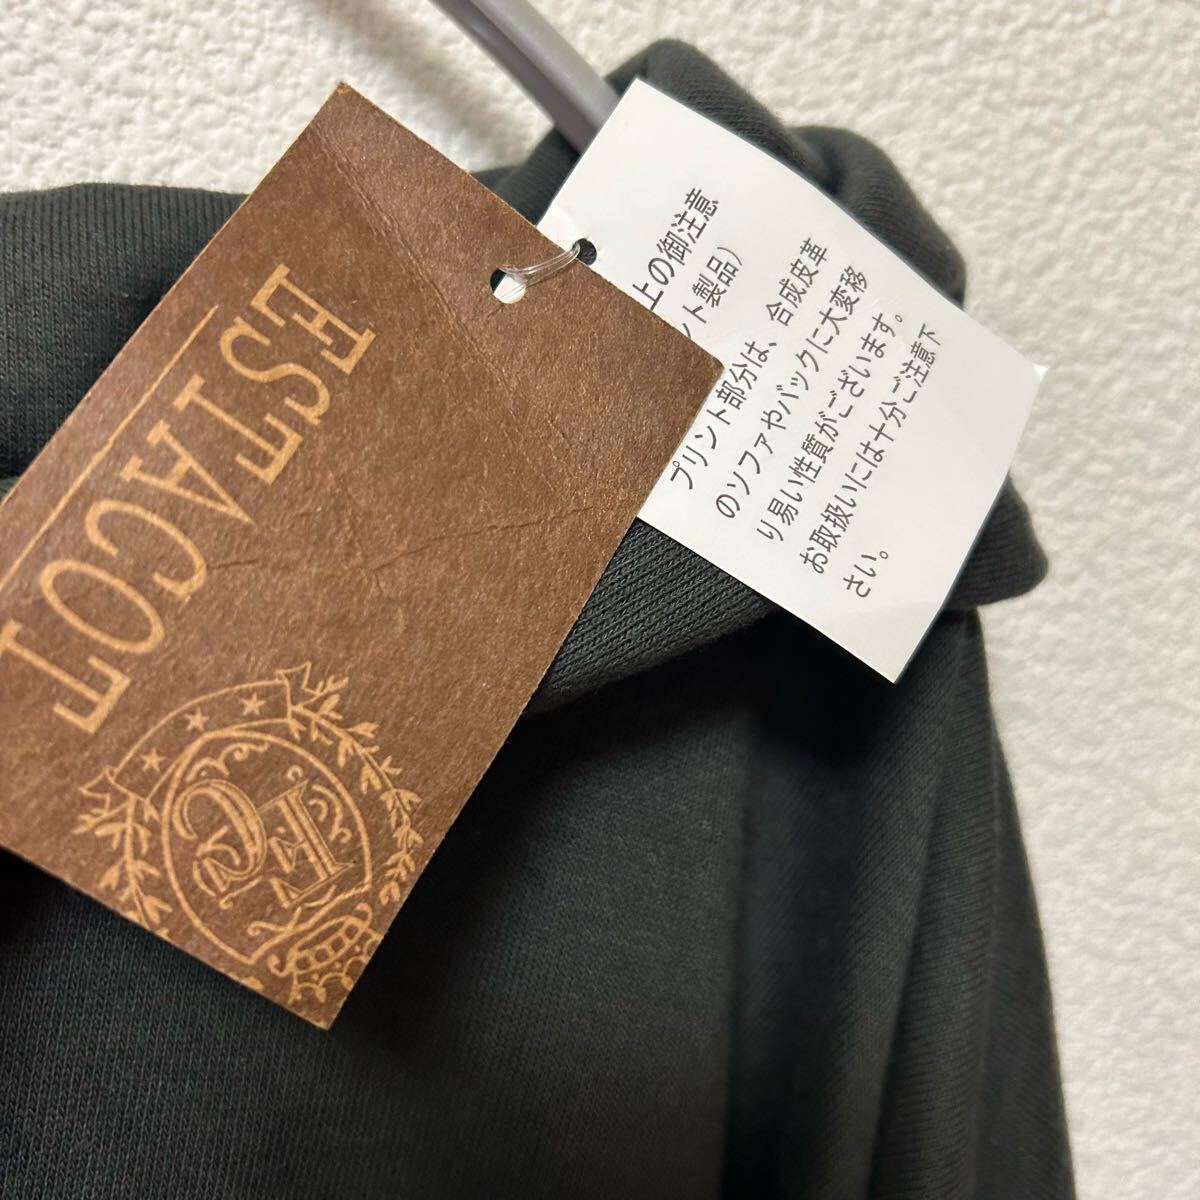 ESTACOT
EC
上の御注意
ント製品)
プリント部分は、合成皮革
のソファやバックに大変移
り易い性質がございます。
お取扱いには十分ご注意下
さい。